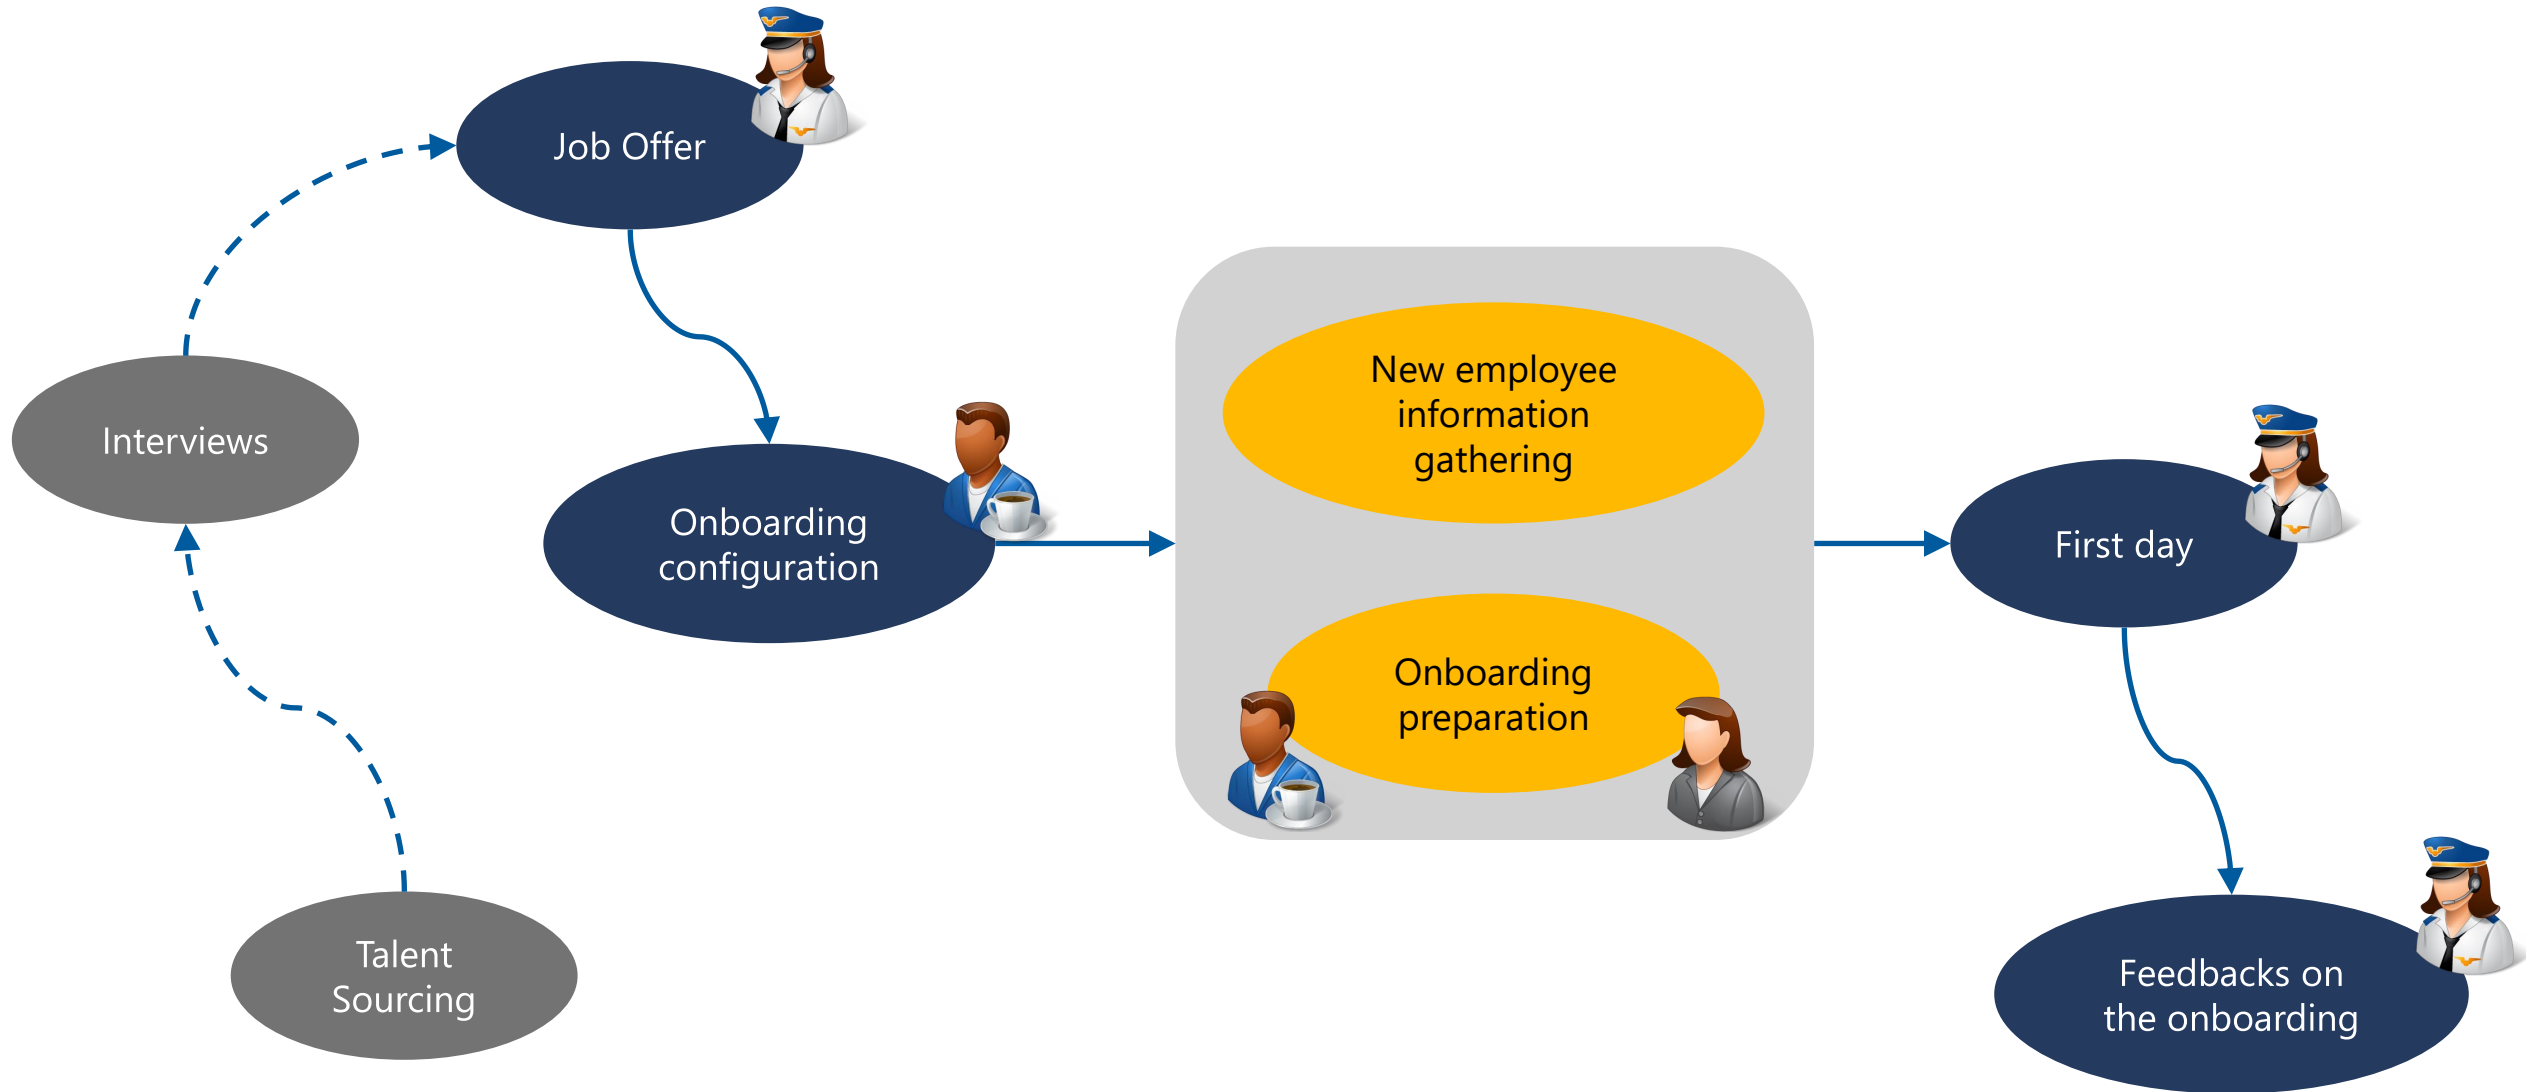 Job Offer
Interviews
Talent
Sourcing
Onboarding
configuration
New employee
information
gathering
Onboarding
preparation
First day
Feedbacks on
the onboarding